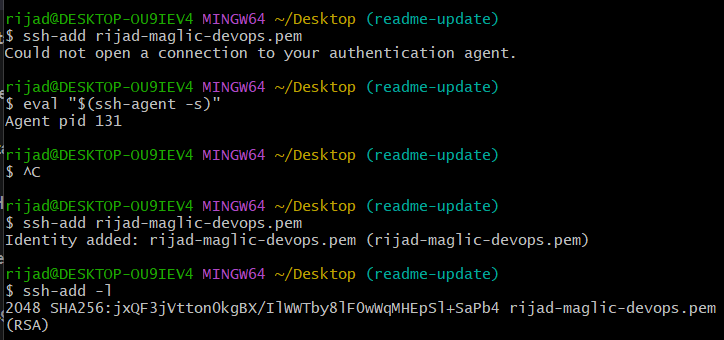 rijad@DESKTOP-OU9IEV4 MINGW64 ~/Desktop (readme-update)
$ ssh-add rijad-maglic-devops.pem
Could not open a connection to your authentication agent.
rijad@DESKTOP-OU9IEV4 MINGW64 ~/Desktop (readme-update)
$ eval "$(ssh-agent -s)"
Agent pid 131
rijad@DESKTOP-OU9IEV4 MINGW64 ~/Desktop (readme-update)
$ ^C
rijad@DESKTOP-OU9IEV4 MINGW64 ~/Desktop (readme-update)
$ ssh-add rijad-maglic-devops.pem
Identity added: rijad-maglic-devops.pem (rijad-maglic-devops.pem)
rijad@DESKTOP-OU9IEV4 MINGW64 ~/Desktop (readme-update)
$ ssh-add -l
2048 SHA256:jxQF3jVttonOkgBX/IlWWTby8lFOwWqMHEpSl+SaPb4 rijad-maglic-devops.pem
(RSA)